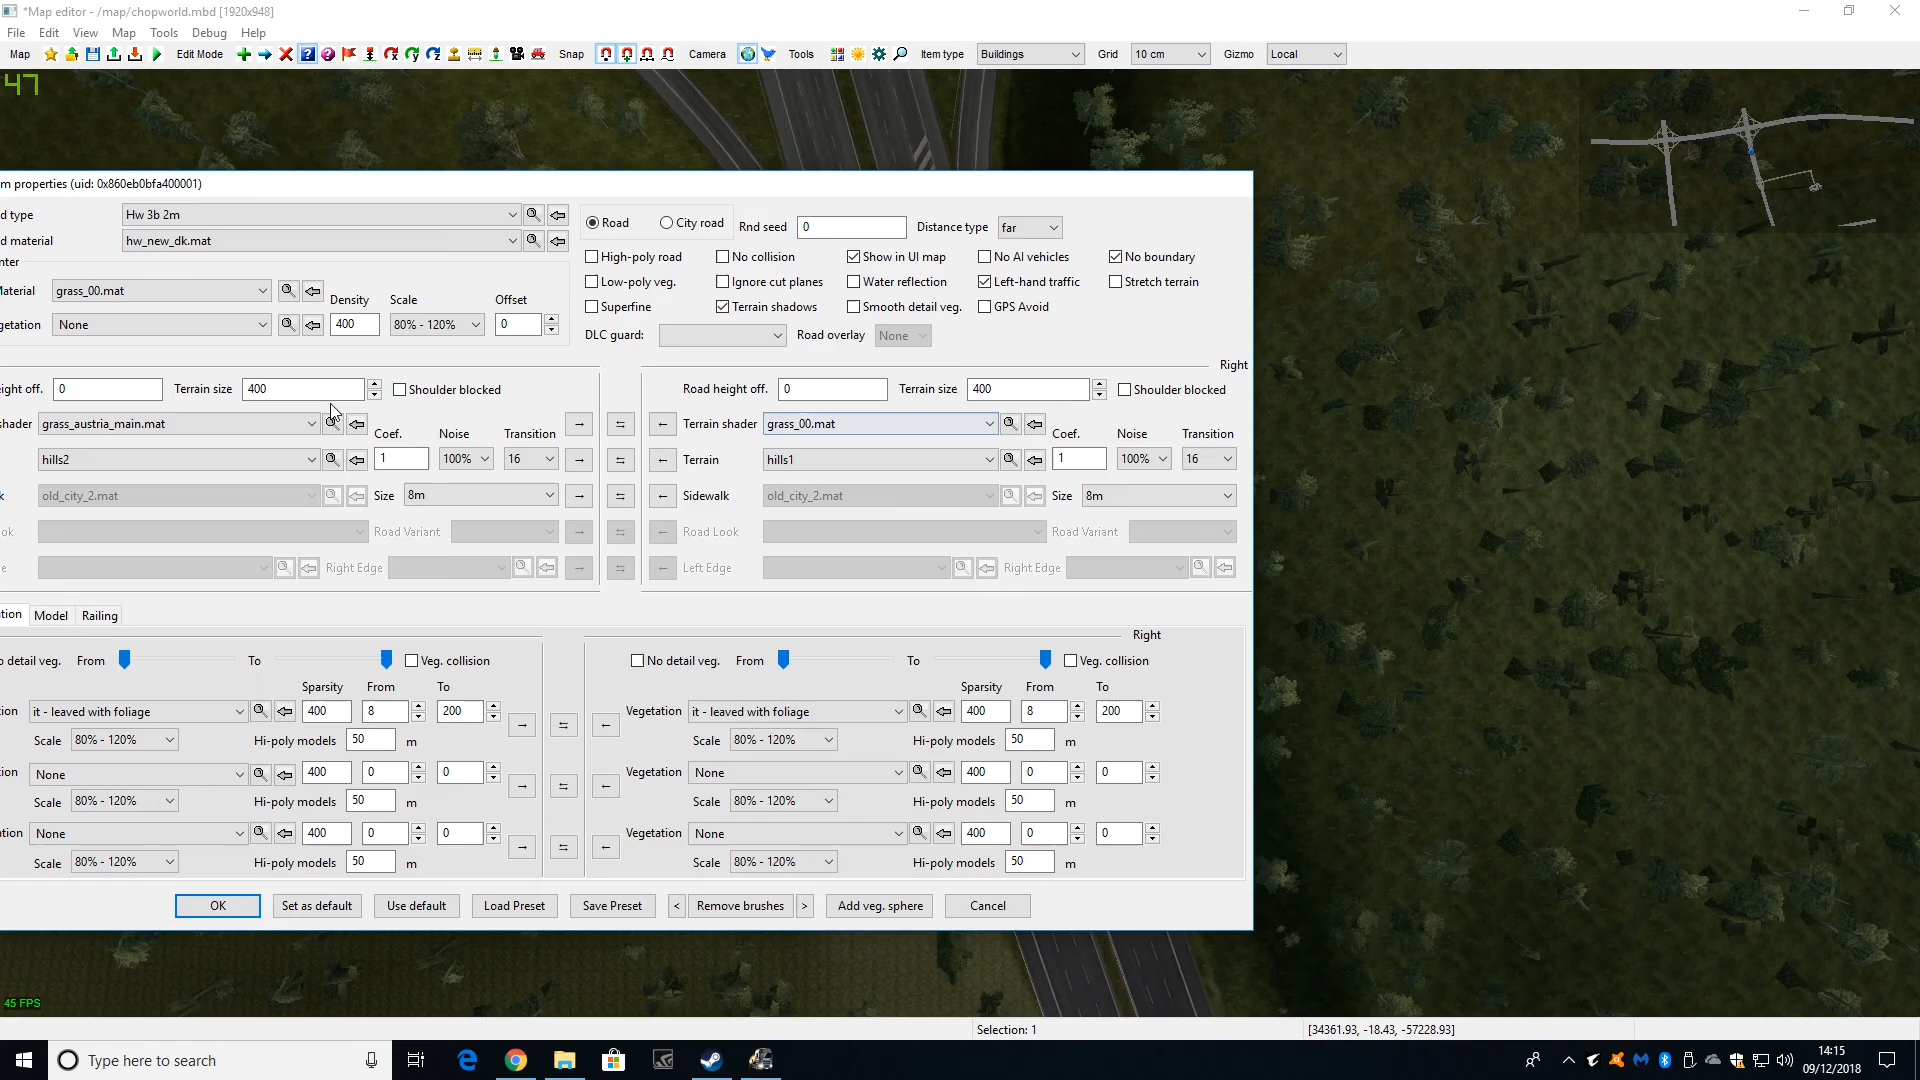 *Map editor - /map/chopworld.mbd [1920x948]
File Edit View Map Tools Debug Help
Map Edit Mode Snap Camera Tools Item type Buildings Grid 10 cm Gizmo Local
47
m properties (uid: 0x860eb0bfa400001)
d type Hw 3b 2m
d material hw_new_dk.mat
Road City road Rnd seed 0 Distance type far
nter
High-poly road No collision Show in UI map No AI vehicles No boundary
Low-poly veg. Ignore cut planes Water reflection Left-hand traffic Stretch terrain
Superfine Terrain shadows Smooth detail veg. GPS Avoid
DLC guard: Road overlay None
Material grass_00.mat Density Scale Offset
getation None 400 80% - 120% 0
Right
eight off. 0 Terrain size 400 Shoulder blocked
Road height off. 0 Terrain size 400 Shoulder blocked
shader grass_austria_main.mat Coef. Noise Transition
Terrain shader grass_00.mat Coef. Noise Transition
hills2 1 100% 16
Terrain hills1 1 100% 16
k old_city_2.mat Size 8m
Sidewalk old_city_2.mat Size 8m
ok Road Variant
Road Look Road Variant
e Right Edge
Left Edge Right Edge
tion Model Railing
Right
o detail veg. From To Veg. collision
No detail veg. From To Veg. collision
Sparsity From To
Sparsity From To
ion it - leaved with foliage 400 8 200
Vegetation it - leaved with foliage 400 8 200
Scale 80% - 120% Hi-poly models 50 m
Scale 80% - 120% Hi-poly models 50 m
ion None 400 0 0
Vegetation None 400 0 0
Scale 80% - 120% Hi-poly models 50 m
Scale 80% - 120% Hi-poly models 50 m
ation None 400 0 0
Vegetation None 400 0 0
Scale 80% - 120% Hi-poly models 50 m
Scale 80% - 120% Hi-poly models 50 m
OK Set as default Use default Load Preset Save Preset < Remove brushes > Add veg. sphere Cancel
45 FPS
Selection: 1 [34361.93, -18.43, -57228.93]
Type here to search
14:15
09/12/2018